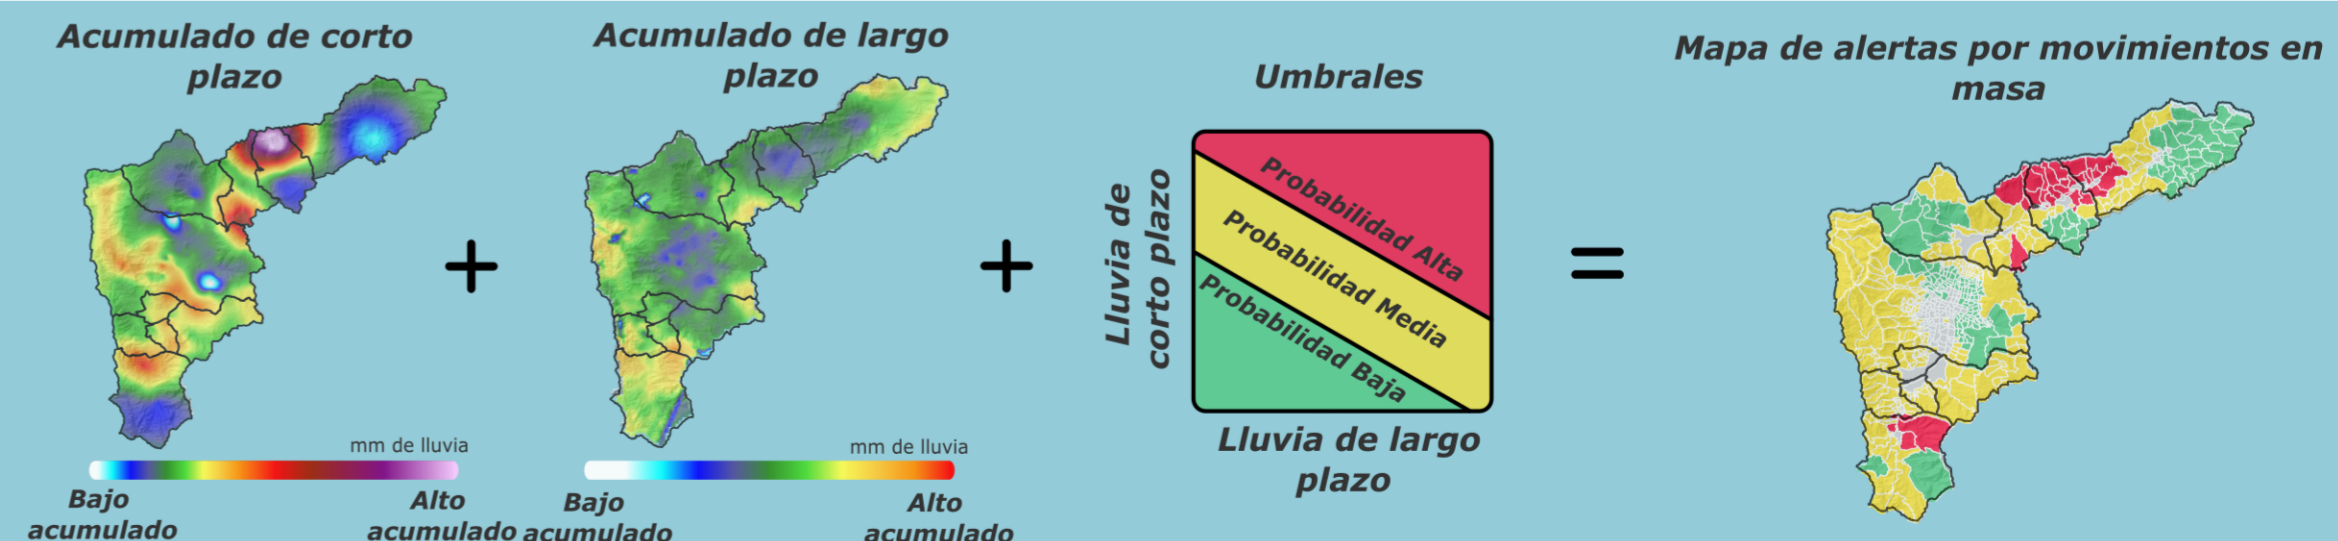 Acumulado de corto
plazo
mm de lluvia
Bajo
acumulado
Alto
acumulado
Acumulado de largo
plazo
mm de lluvia
Bajo
acumulado
Alto
acumulado
Umbrales
Lluvia de
corto plazo
Probabilidad Alta
Probabilidad Media
Probabilidad Baja
Lluvia de largo
plazo
Mapa de alertas por movimientos en
masa